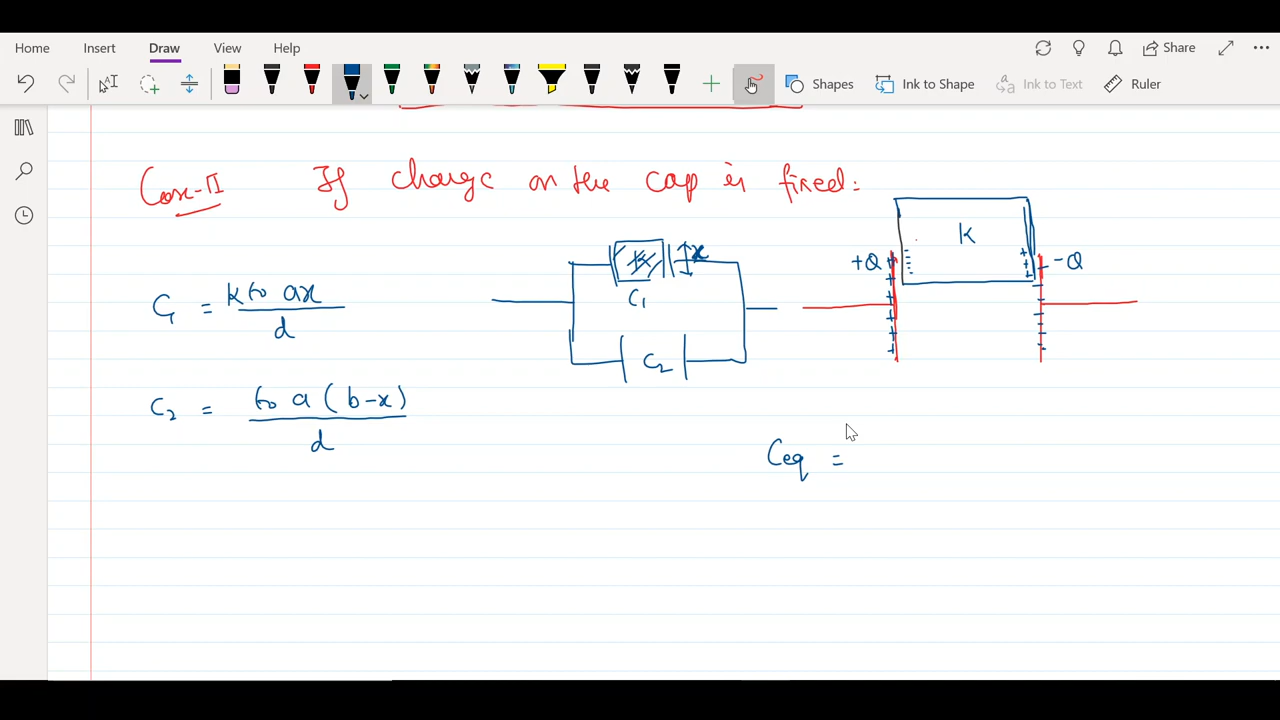 Home Insert Draw View Help Share
Shapes Ink to Shape Ink to Text Ruler
Case-II If charge on the cap is fixed:
K
+Q -Q
K x
C1
C1 = k ε0 ax / d
C2
C2 = ε0 a (b-x) / d
Ceq =